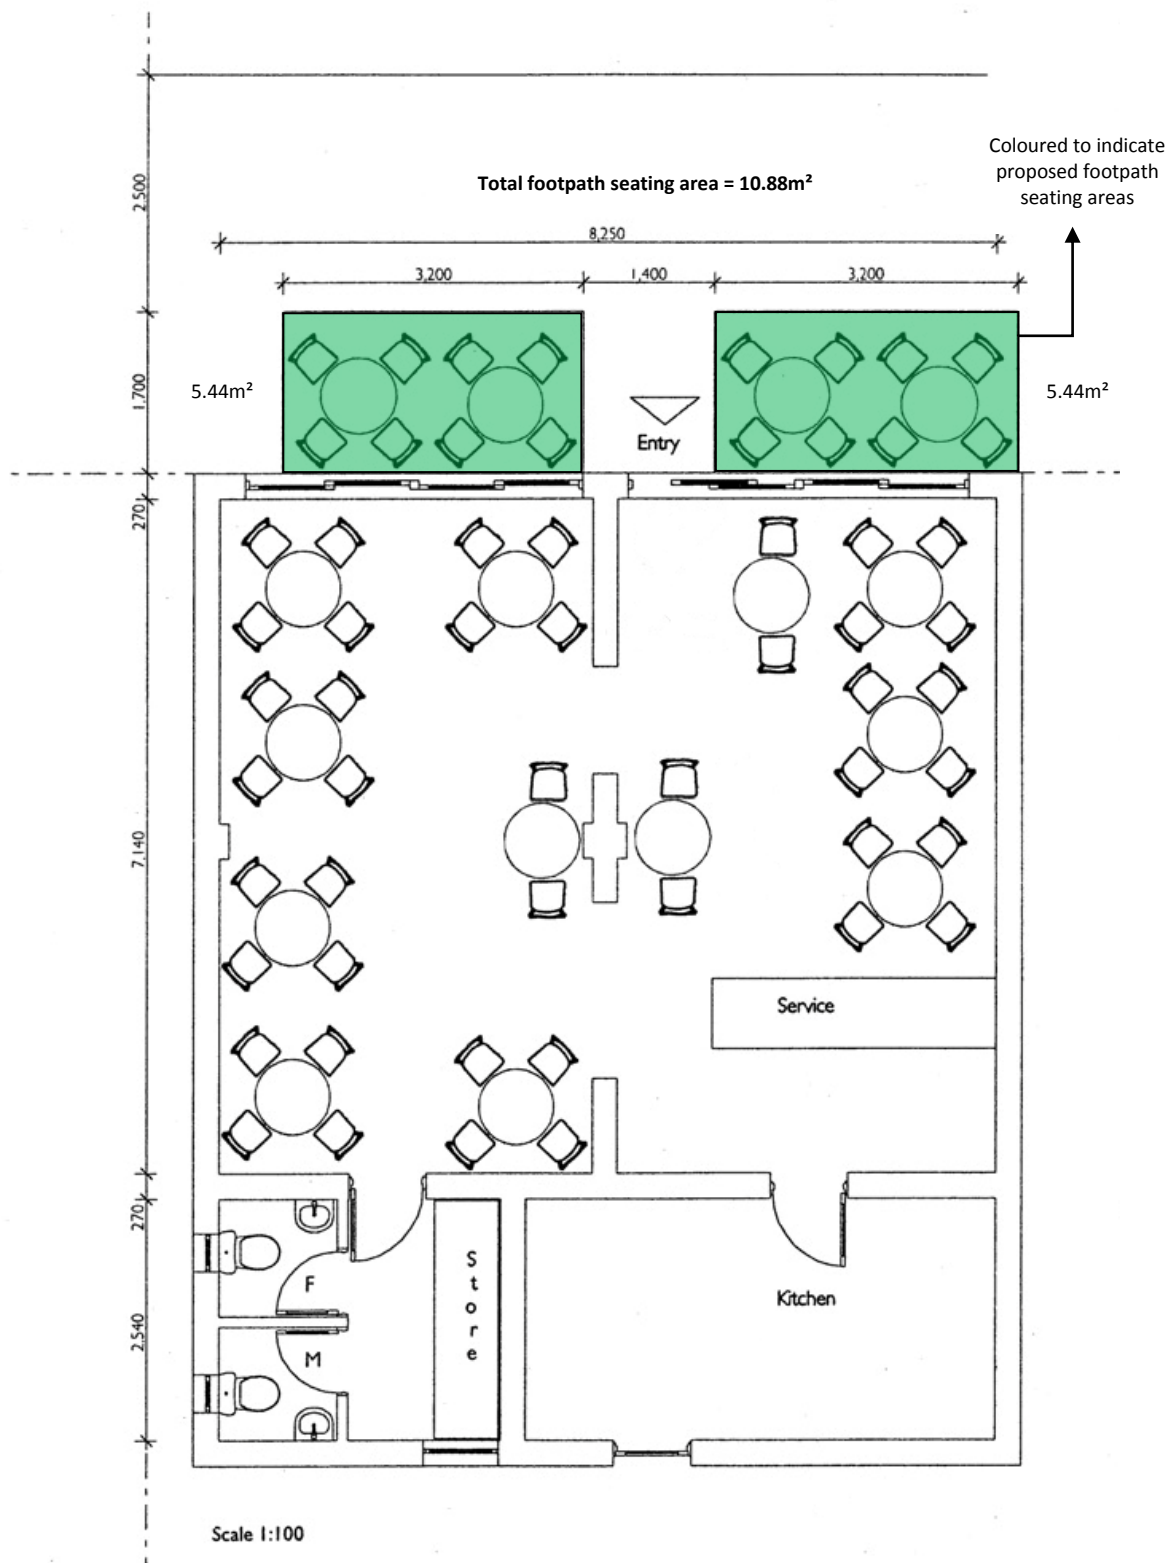 Coloured to indicate
proposed footpath
seating areas
Total footpath seating area = 10.88m²
2.500
8,250
3,200
1,400
3,200
5.44m²
1.700
5.44m²
Entry
270
7.140
Service
270
Store
F
Kitchen
2.540
M
Scale 1:100